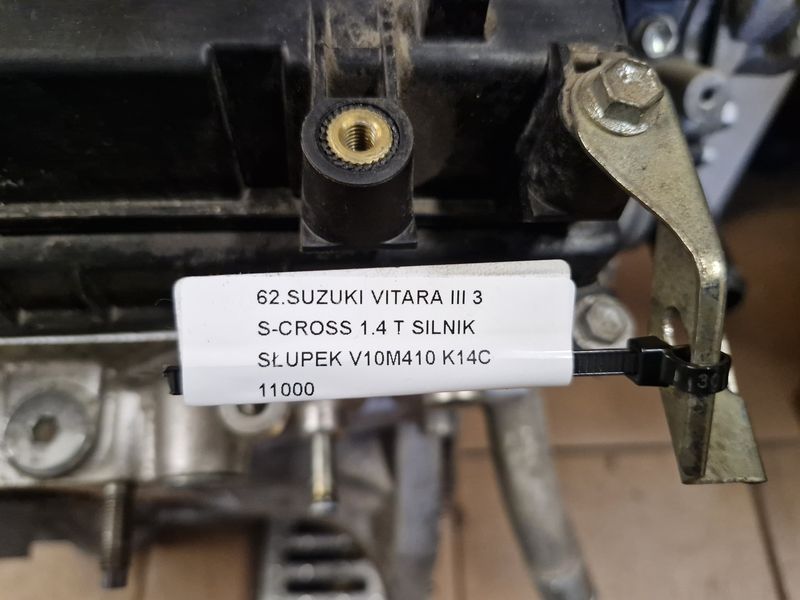 62.SUZUKI VITARA III 3
S-CROSS 1.4 T SILNIK
SŁUPEK V10M410 K14C
11000